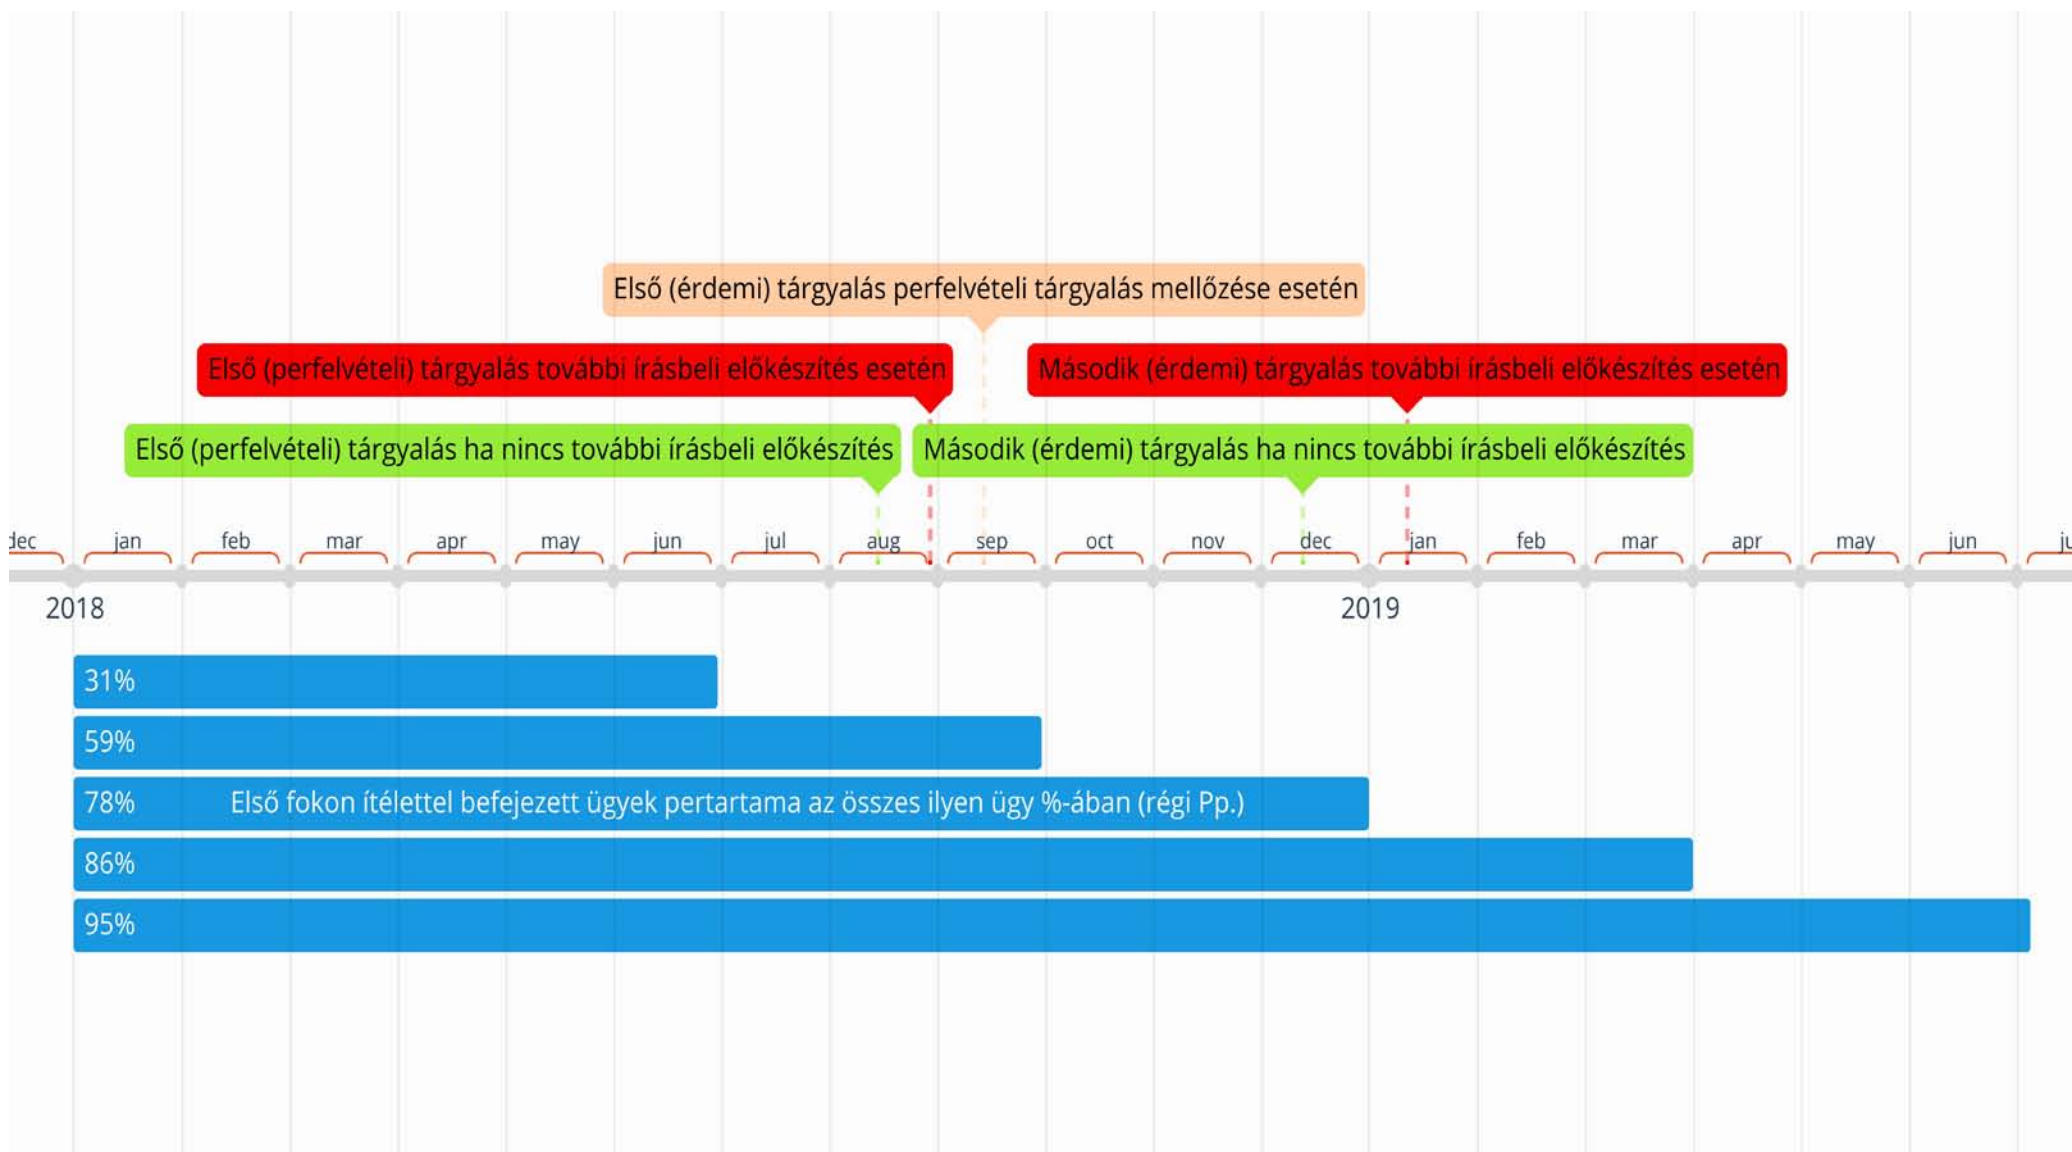 Első (érdemi) tárgyalás perfelvételi tárgyalás mellőzése esetén
Első (perfelvételi) tárgyalás további írásbeli előkészítés esetén
Második (érdemi) tárgyalás további írásbeli előkészítés esetén
Első (perfelvételi) tárgyalás ha nincs további írásbeli előkészítés
Második (érdemi) tárgyalás ha nincs további írásbeli előkészítés
dec jan feb mar apr may jun jul aug sep oct nov dec jan feb mar apr may jun
2018 2019
31%
59%
78% Első fokon ítélettel befejezett ügyek pertartama az összes ilyen ügy %-ában (régi Pp.)
86%
95%